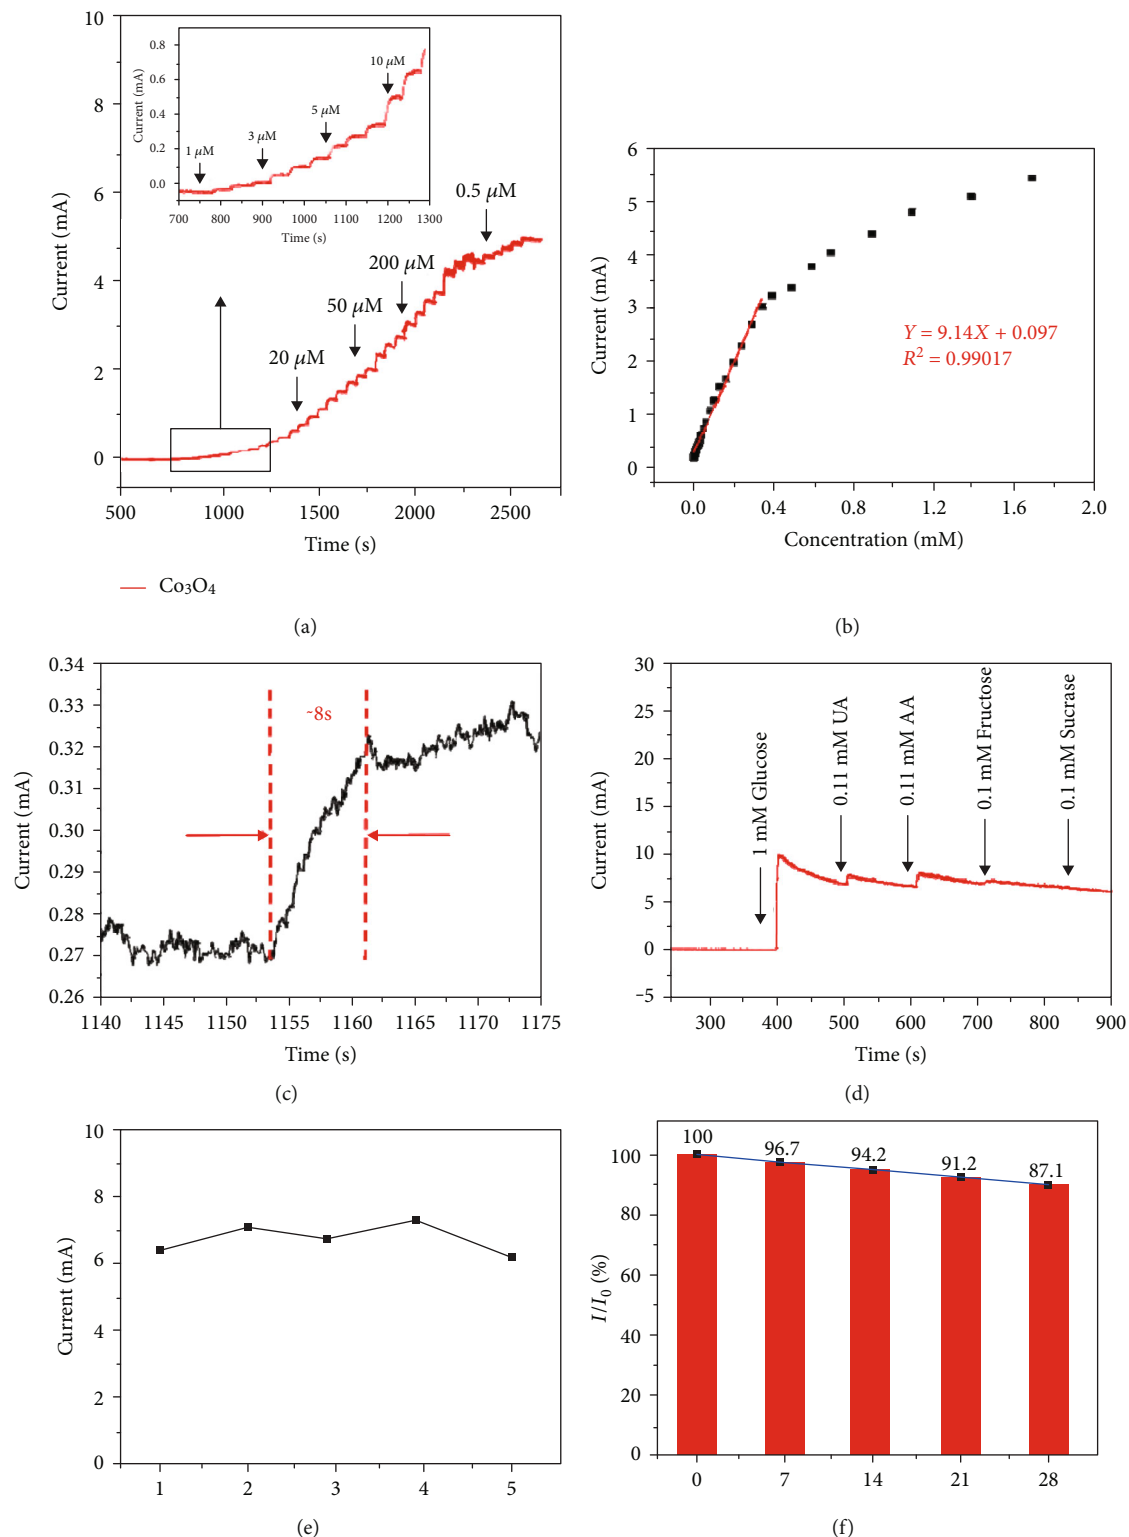 10
8
6
4
2
0
Current (mA)
500
1000
1500
2000
2500
Time (s)
0.8
0.6
0.4
0.2
0.0
Current (mA)
700
800
900
1000
1100
1200
1300
Time (s)
1 μM
3 μM
5 μM
10 μM
20 μM
50 μM
200 μM
0.5 μM
Co₃O₄
(a)
6
5
4
3
2
1
0
Current (mA)
0.0
0.4
0.8
1.2
1.6
2.0
Concentration (mM)
Y = 9.14X + 0.097
R² = 0.99017
(b)
0.34
0.33
0.32
0.31
0.30
0.29
0.28
0.27
0.26
Current (mA)
~8s
1140
1145
1150
1155
1160
1165
1170
1175
Time (s)
(c)
30
25
20
15
10
5
0
-5
Current (mA)
1 mM Glucose
0.11 mM UA
0.11 mM AA
0.1 mM Fructose
0.1 mM Sucrase
300
400
500
600
700
800
900
Time (s)
(d)
10
8
6
4
2
0
Current (mA)
1
2
3
4
5
(e)
100
80
60
40
20
0
I/I₀ (%)
100
96.7
94.2
91.2
87.1
0
7
14
21
28
(f)